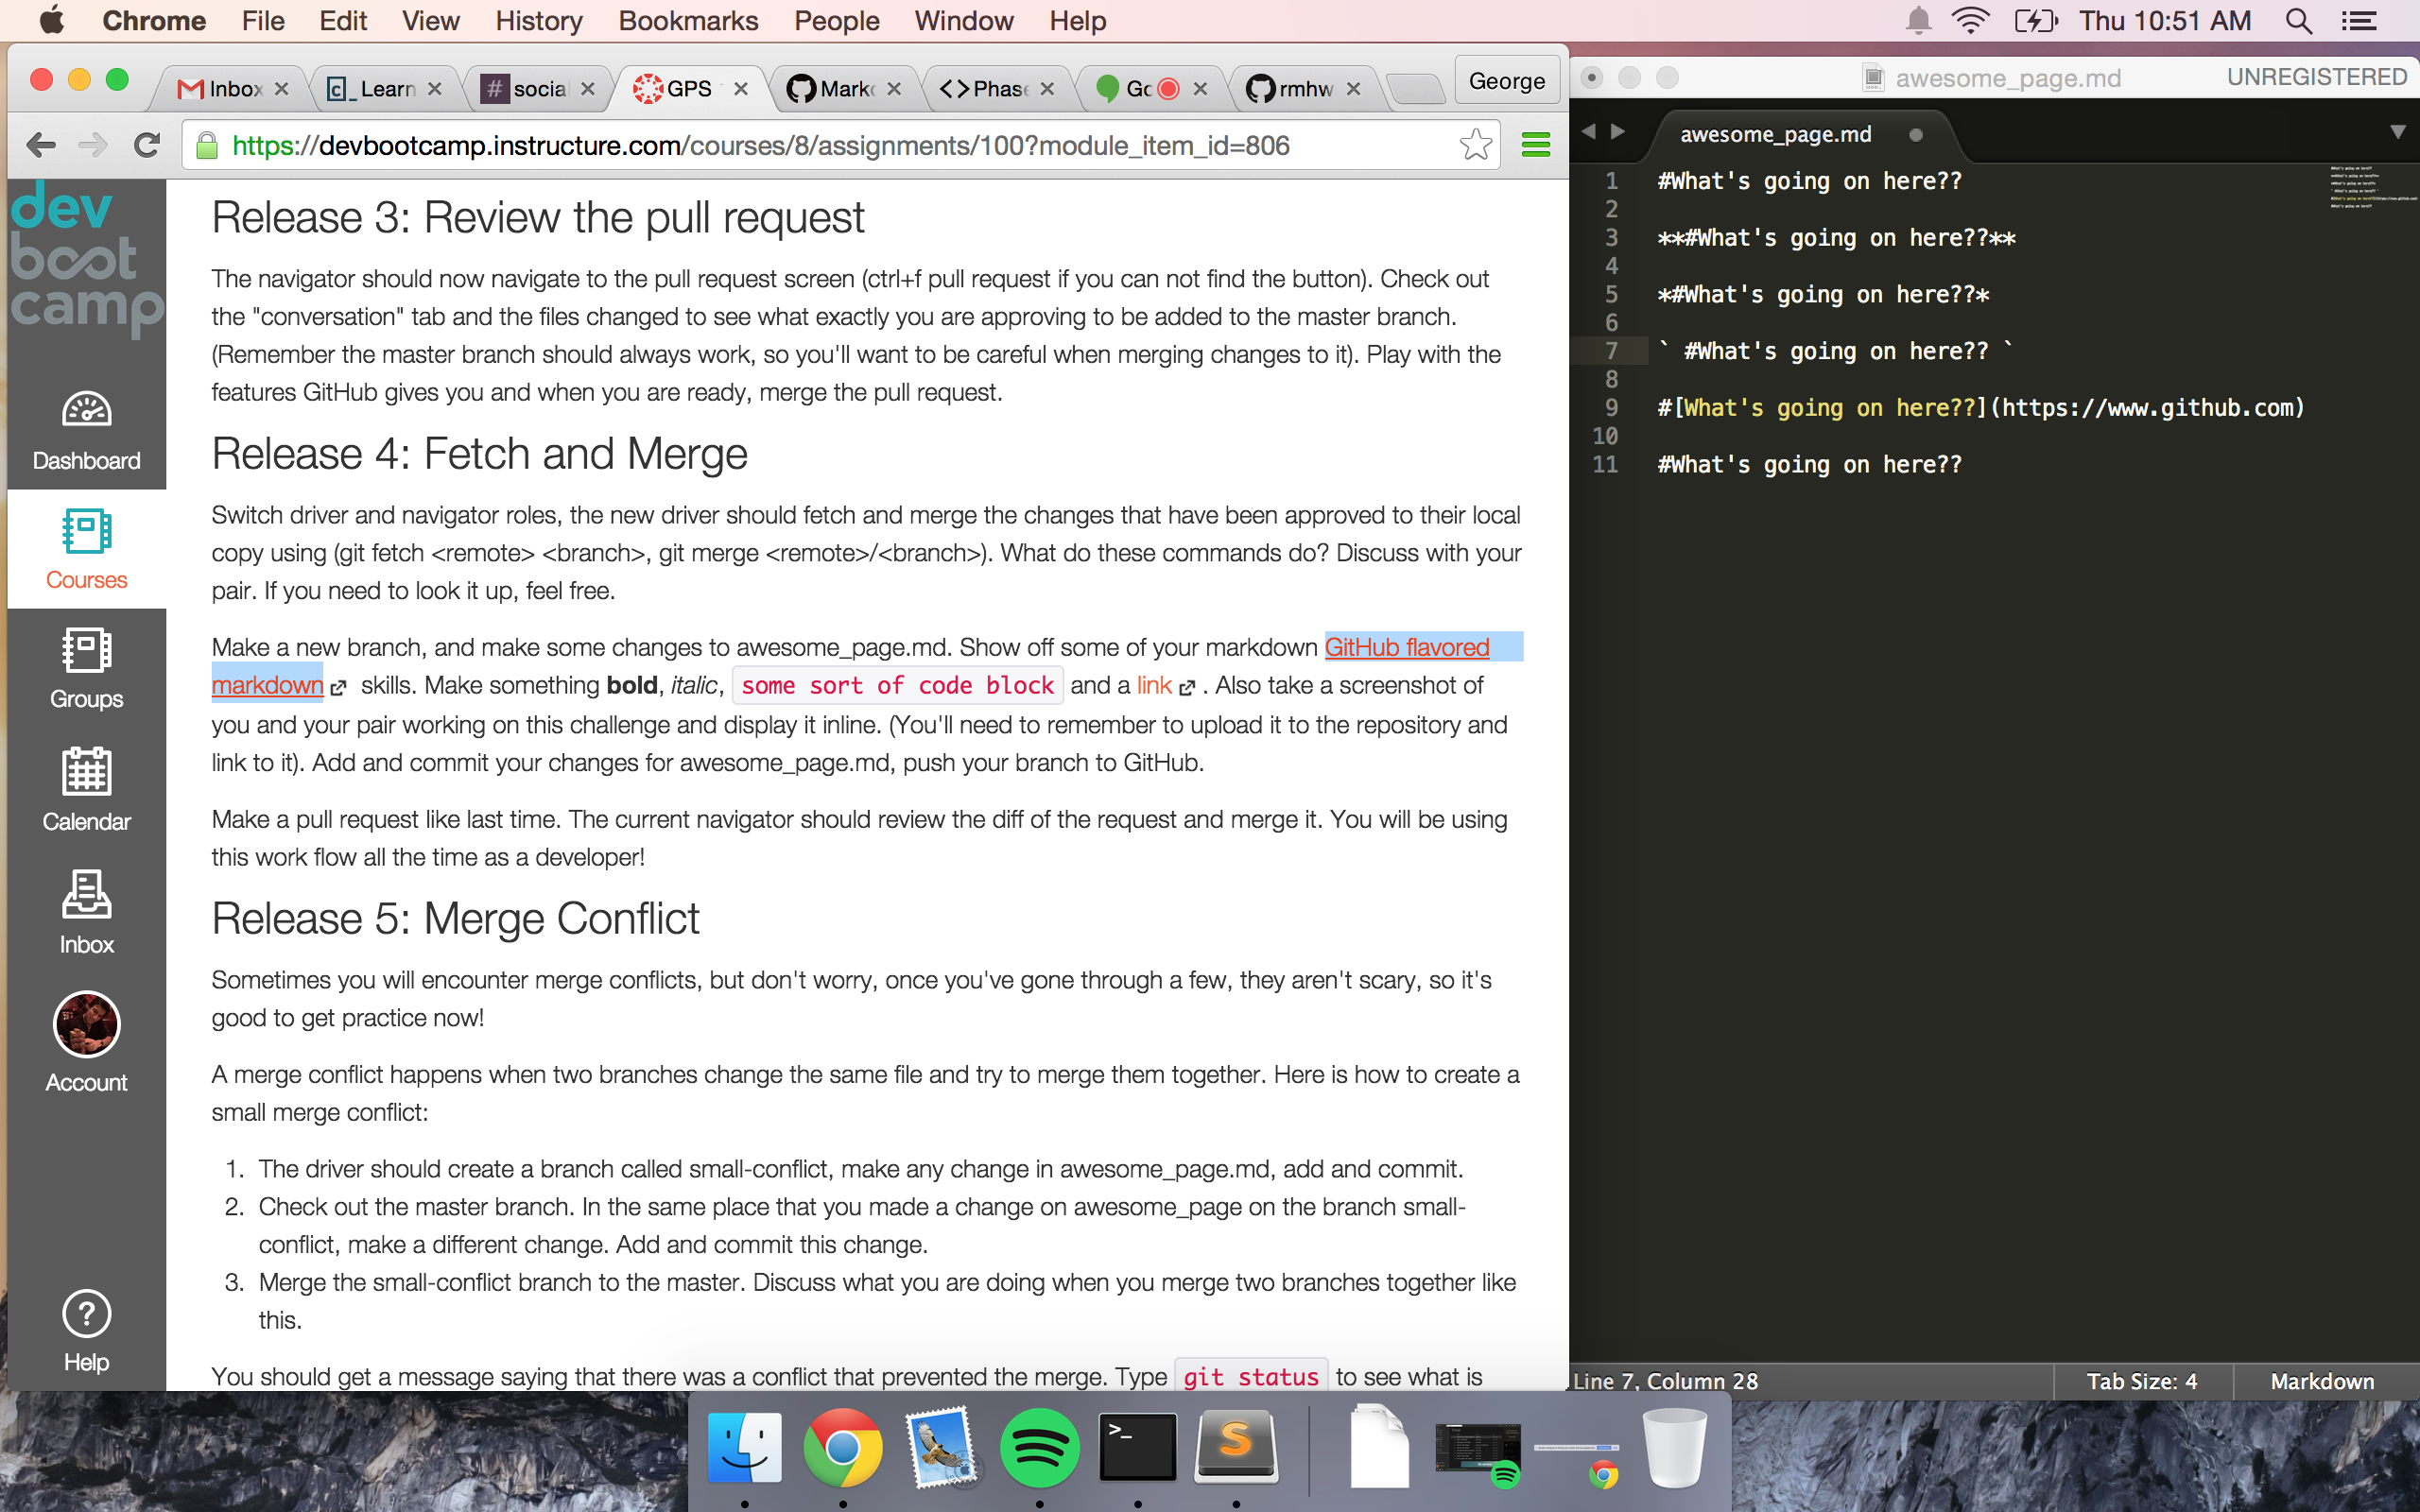 Chrome File Edit View History Bookmarks People Window Help Thu 10:51 AM
Inbox c_ Learn # socia GPS Mark <> Phas Go rmhw George
https://devbootcamp.instructure.com/courses/8/assignments/100?module_item_id=806
dev
boot
camp
Dashboard
Courses
Groups
Calendar
Inbox
Account
? Help
Release 3: Review the pull request
The navigator should now navigate to the pull request screen (ctrl+f pull request if you can not find the button). Check out
the "conversation" tab and the files changed to see what exactly you are approving to be added to the master branch.
(Remember the master branch should always work, so you'll want to be careful when merging changes to it). Play with the
features GitHub gives you and when you are ready, merge the pull request.
Release 4: Fetch and Merge
Switch driver and navigator roles, the new driver should fetch and merge the changes that have been approved to their local
copy using (git fetch <remote> <branch>, git merge <remote>/<branch>). What do these commands do? Discuss with your
pair. If you need to look it up, feel free.
Make a new branch, and make some changes to awesome_page.md. Show off some of your markdown GitHub flavored
markdown skills. Make something bold, italic, some sort of code block and a link . Also take a screenshot of
you and your pair working on this challenge and display it inline. (You'll need to remember to upload it to the repository and
link to it). Add and commit your changes for awesome_page.md, push your branch to GitHub.
Make a pull request like last time. The current navigator should review the diff of the request and merge it. You will be using
this work flow all the time as a developer!
Release 5: Merge Conflict
Sometimes you will encounter merge conflicts, but don't worry, once you've gone through a few, they aren't scary, so it's
good to get practice now!
A merge conflict happens when two branches change the same file and try to merge them together. Here is how to create a
small merge conflict:
1. The driver should create a branch called small-conflict, make any change in awesome_page.md, add and commit.
2. Check out the master branch. In the same place that you made a change on awesome_page on the branch small-
conflict, make a different change. Add and commit this change.
3. Merge the small-conflict branch to the master. Discuss what you are doing when you merge two branches together like
this.
You should get a message saying that there was a conflict that prevented the merge. Type git status to see what is
awesome_page.md UNREGISTERED
awesome_page.md
1 #What's going on here??
2
3 **#What's going on here??**
4
5 *#What's going on here??*
6
7 ` #What's going on here?? `
8
9 #[What's going on here??](https://www.github.com)
10
11 #What's going on here??
Line 7, Column 28 Tab Size: 4 Markdown